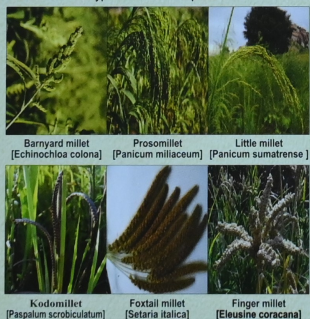 Barnyard millet
[Echinochloa colona]
Prosomillet
[Panicum miliaceum]
Little millet
[Panicum sumatrense ]
Kodomillet
[Paspalum scrobiculatum]
Foxtail millet
[Setaria italica]
Finger millet
[Eleusine coracana]